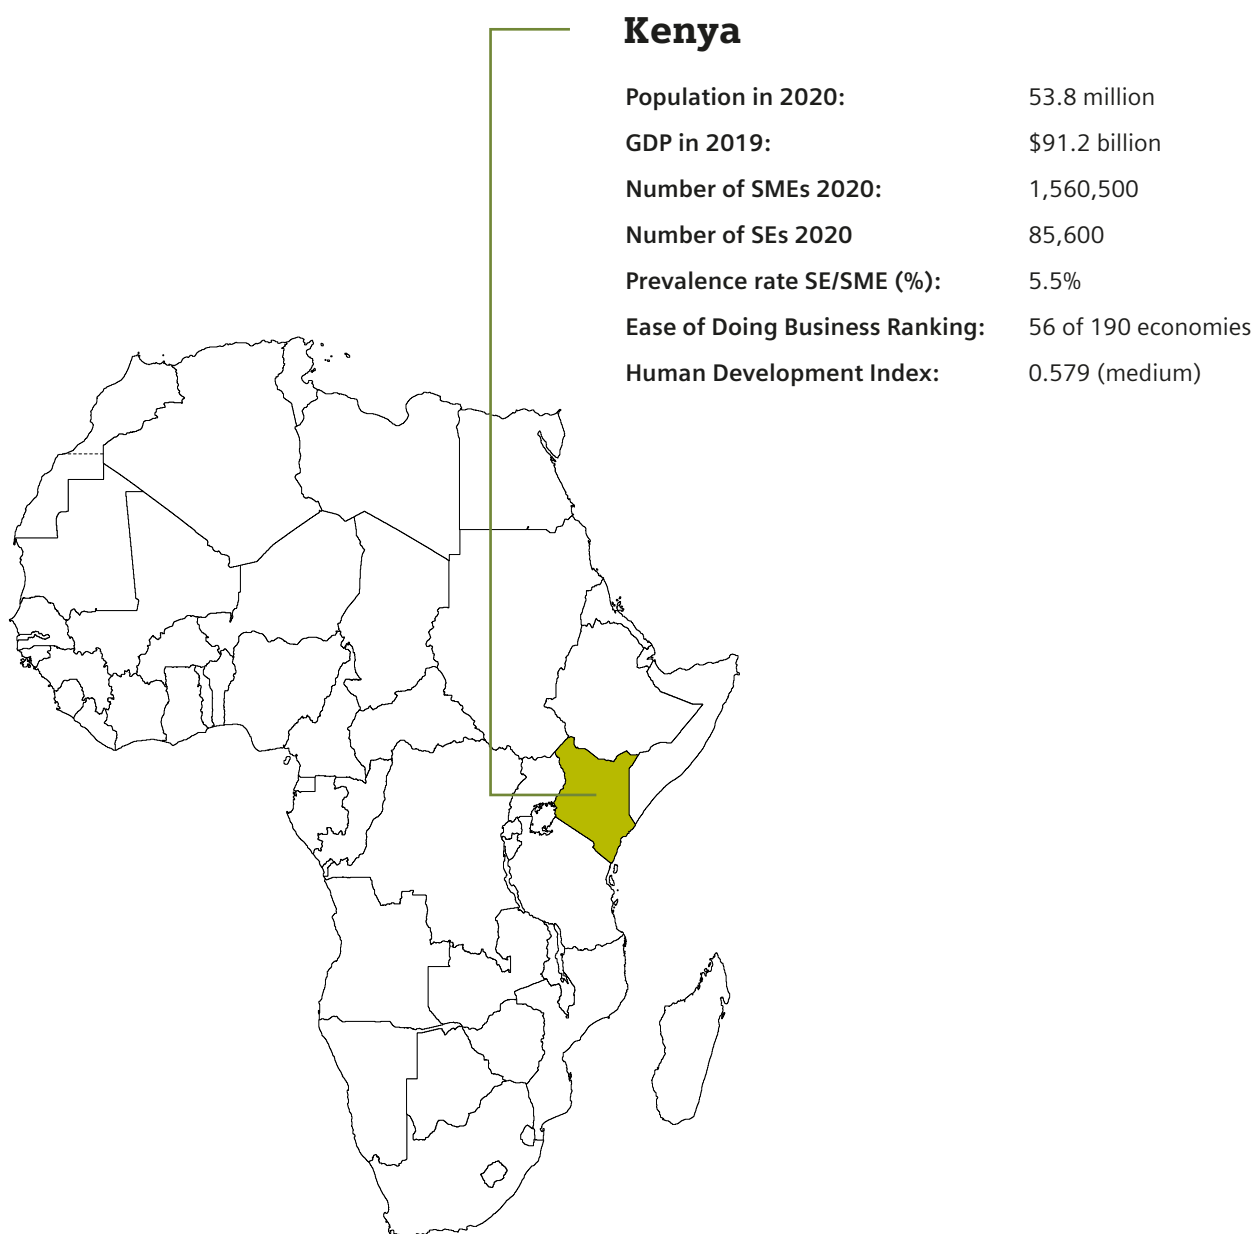 Kenya
Population in 2020: 53.8 million
GDP in 2019: $91.2 billion
Number of SMEs 2020: 1,560,500
Number of SEs 2020 85,600
Prevalence rate SE/SME (%): 5.5%
Ease of Doing Business Ranking: 56 of 190 economies
Human Development Index: 0.579 (medium)